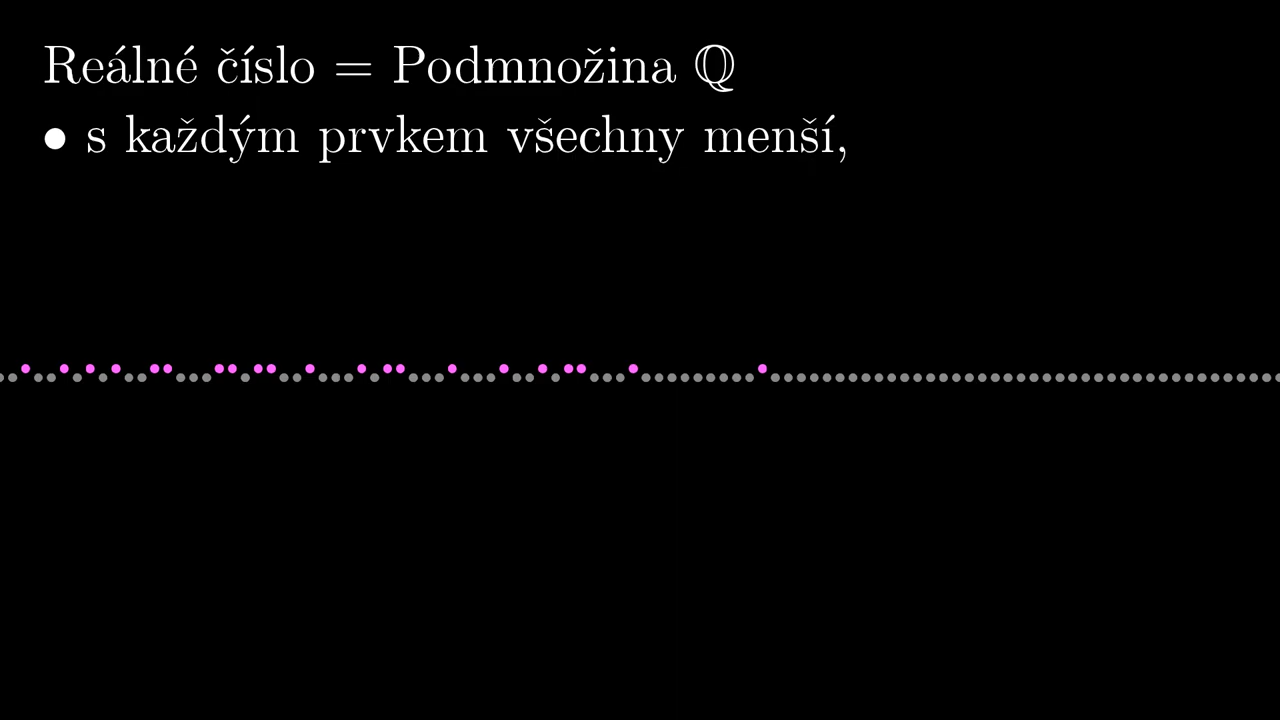 Reálné číslo = Podmnožina ℚ
• s každým prvkem všechny menší,